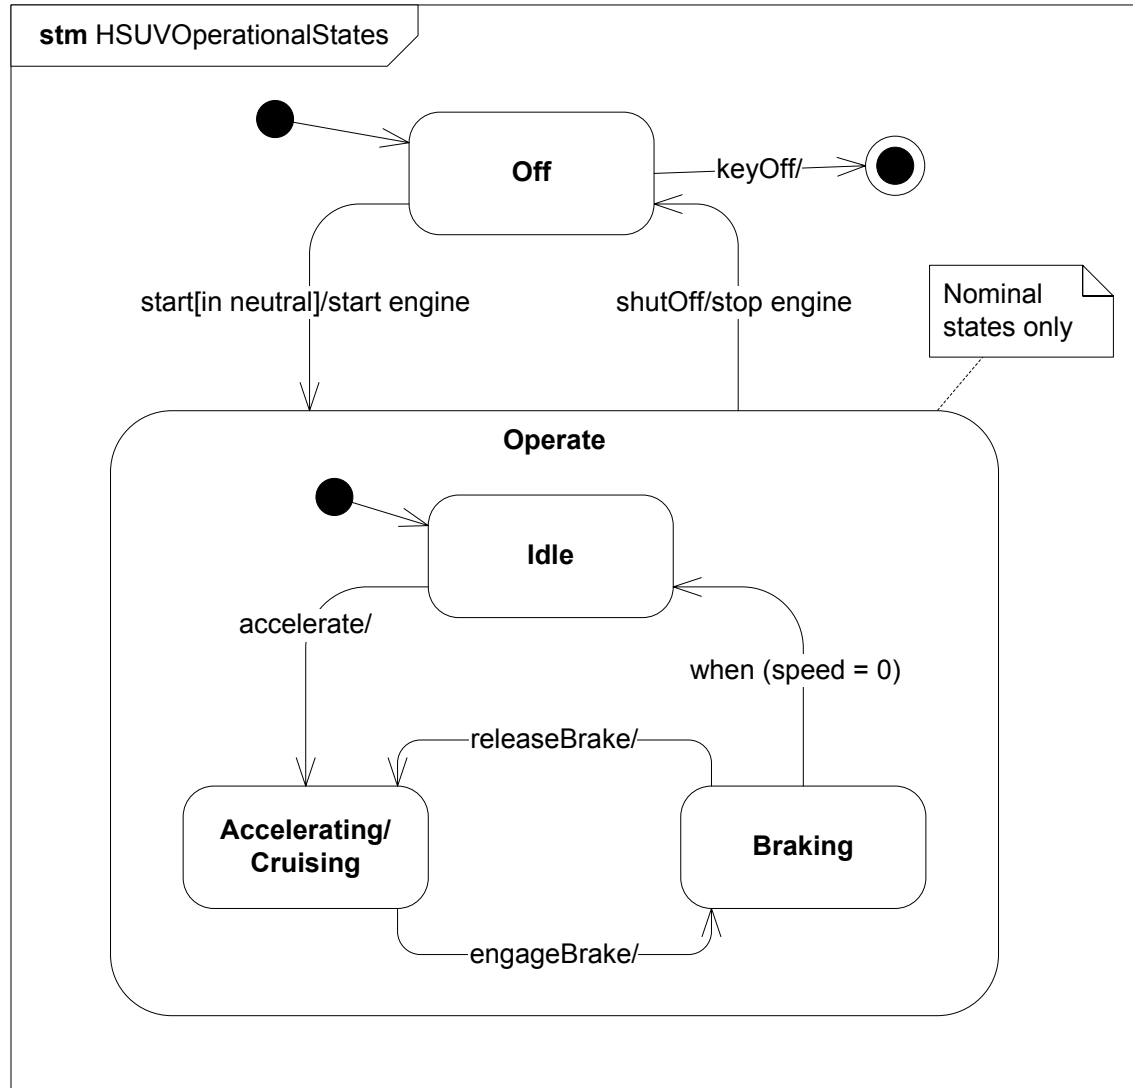 stm HSUVOperationalStates
Off
keyOff/
start[in neutral]/start engine
shutOff/stop engine
Nominal
states only
Operate
Idle
accelerate/
when (speed = 0)
releaseBrake/
Accelerating/
Cruising
Braking
engageBrake/